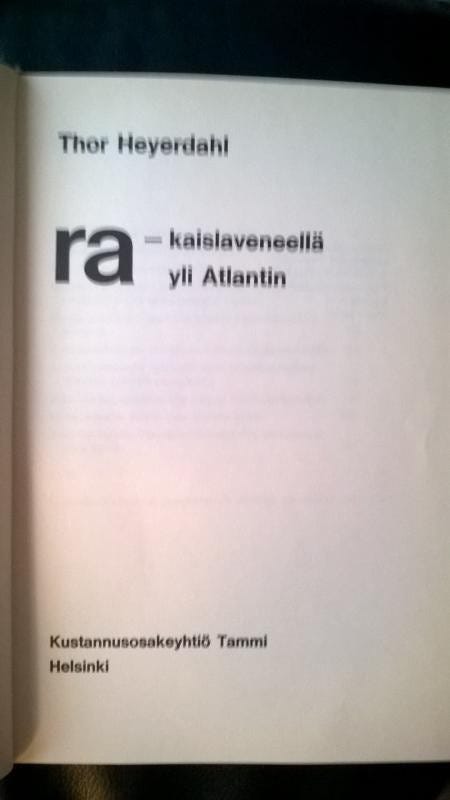 Thor Heyerdahl
ra – kaislaveneellä
yli Atlantin
Kustannusosakeyhtiö Tammi
Helsinki